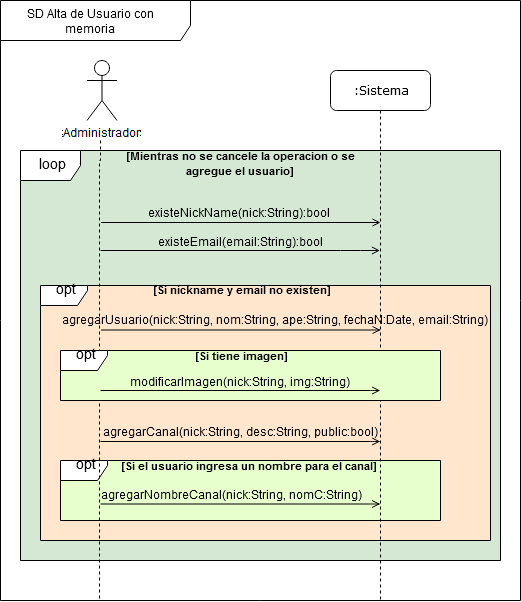 SD Alta de Usuario con
memoria
:Sistema
:Administrador:
loop
[Mientras no se cancele la operacion o se
agregue el usuario]
existeNickName(nick:String):bool
existeEmail(email:String):bool
opt
[Si nickname y email no existen]
agregarUsuario(nick:String, nom:String, ape:String, fechaN:Date, email:String)
opt
[Si tiene imagen]
modificarImagen(nick:String, img:String)
agregarCanal(nick:String, desc:String, public:bool)
opt
[Si el usuario ingresa un nombre para el canal]
agregarNombreCanal(nick:String, nomC:String)